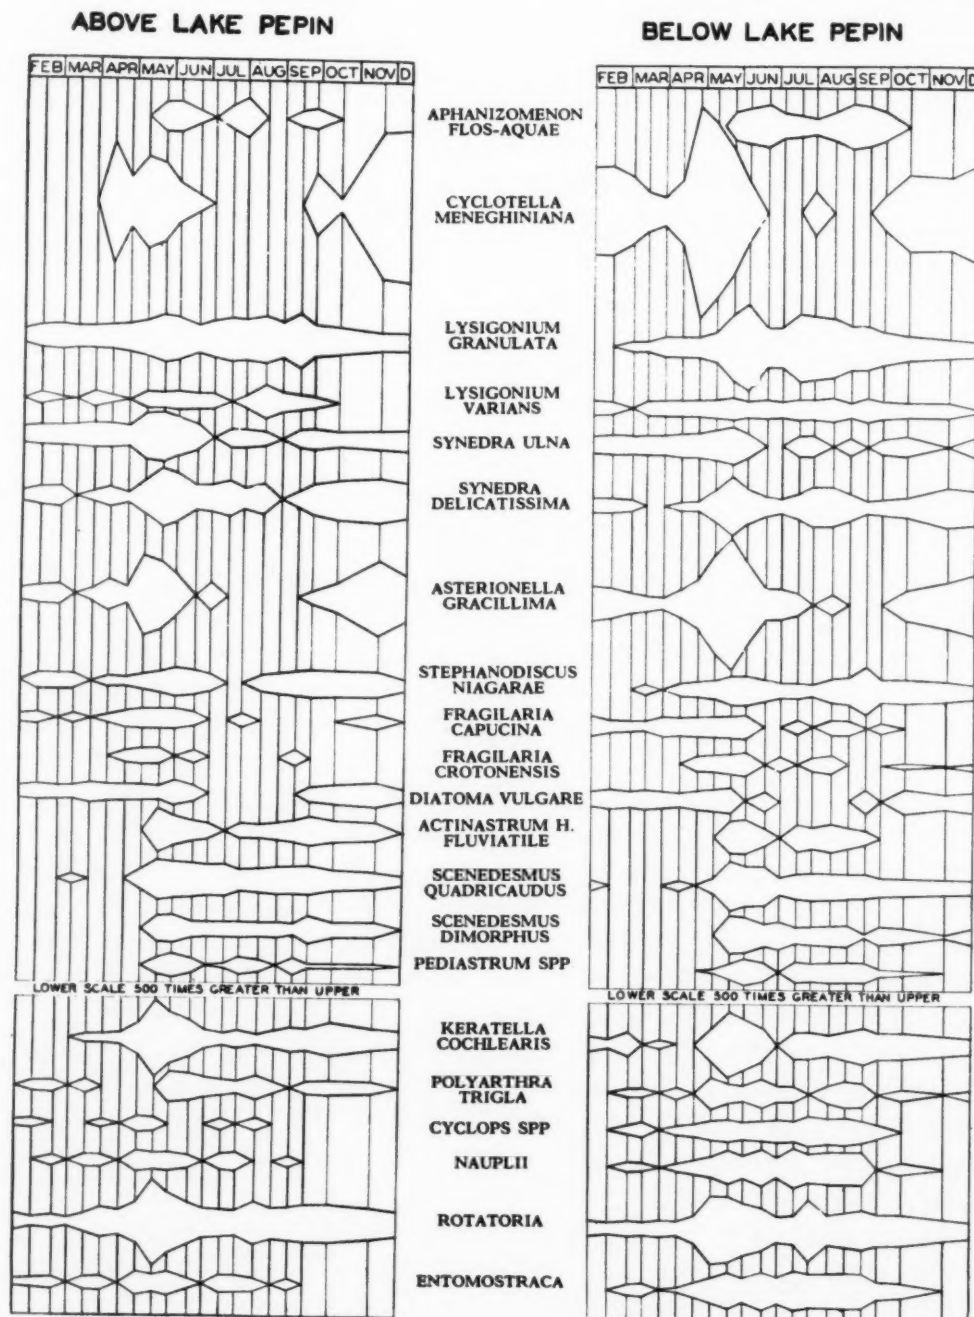 ABOVE LAKE PEPIN
BELOW LAKE PEPIN
FEB MAR APR MAY JUN JUL AUG SEP OCT NOV D
FEB MAR APR MAY JUN JUL AUG SEP OCT NOV D
APHANIZOMENON
FLOS-AQUAE
CYCLOTELLA
MENEGHINIANA
LYSIGONIUM
GRANULATA
LYSIGONIUM
VARIANS
SYNEDRA ULNA
SYNEDRA
DELICATISSIMA
ASTERIONELLA
GRACILLIMA
STEPHANODISCUS
NIAGARAE
FRAGILARIA
CAPUCINA
FRAGILARIA
CROTONENSIS
DIATOMA VULGARE
ACTINASTRUM H.
FLUVIATILE
SCENEDESMUS
QUADRICAUDUS
SCENEDESMUS
DIMORPHUS
PEDIASTRUM SPP
LOWER SCALE 500 TIMES GREATER THAN UPPER
LOWER SCALE 500 TIMES GREATER THAN UPPER
KERATELLA
COCHLEARIS
POLYARTHRA
TRIGLA
CYCLOPS SPP
NAUPLII
ROTATORIA
ENTOMOSTRACA